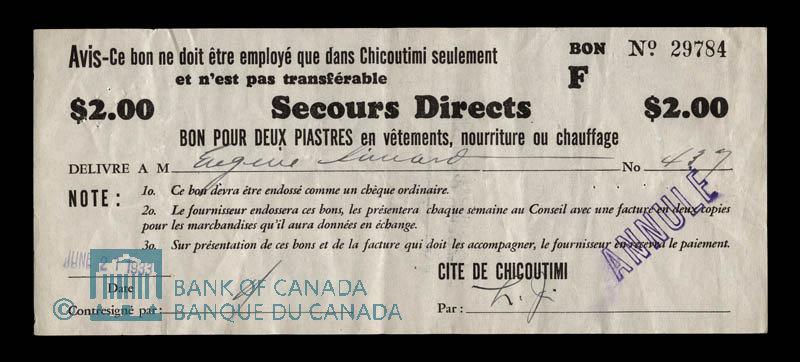 Avis-Ce bon ne doit être employé que dans Chicoutimi seulement
et n'est pas transférable
BON F
Nº 29784
$2.00 Secours Directs $2.00
BON POUR DEUX PIASTRES en vêtements, nourriture ou chauffage
DELIVRE A M Eugène Simard No 437
NOTE :
1o. Ce bon devra être endossé comme un chèque ordinaire.
2o. Le fournisseur endossera ces bons, les présentera chaque semaine au Conseil avec une facture en deux copies
pour les marchandises qu'il aura données en échange.
3o. Sur présentation de ces bons et de la facture qui doit les accompagner, le fournisseur en recevra le paiement.
ANNULE
JUNE 21 1933
Date
CITE DE CHICOUTIMI
Contresigné par :
Par :
© BANK OF CANADA
BANQUE DU CANADA